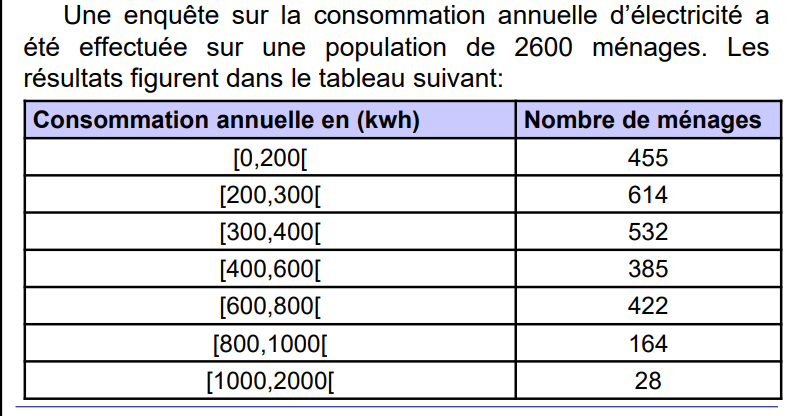 Une enquête sur la consommation annuelle d’électricité a
été effectuée sur une population de 2600 ménages. Les
résultats figurent dans le tableau suivant:
Consommation annuelle en (kwh) Nombre de ménages
[0,200[ 455
[200,300[ 614
[300,400[ 532
[400,600[ 385
[600,800[ 422
[800,1000[ 164
[1000,2000[ 28